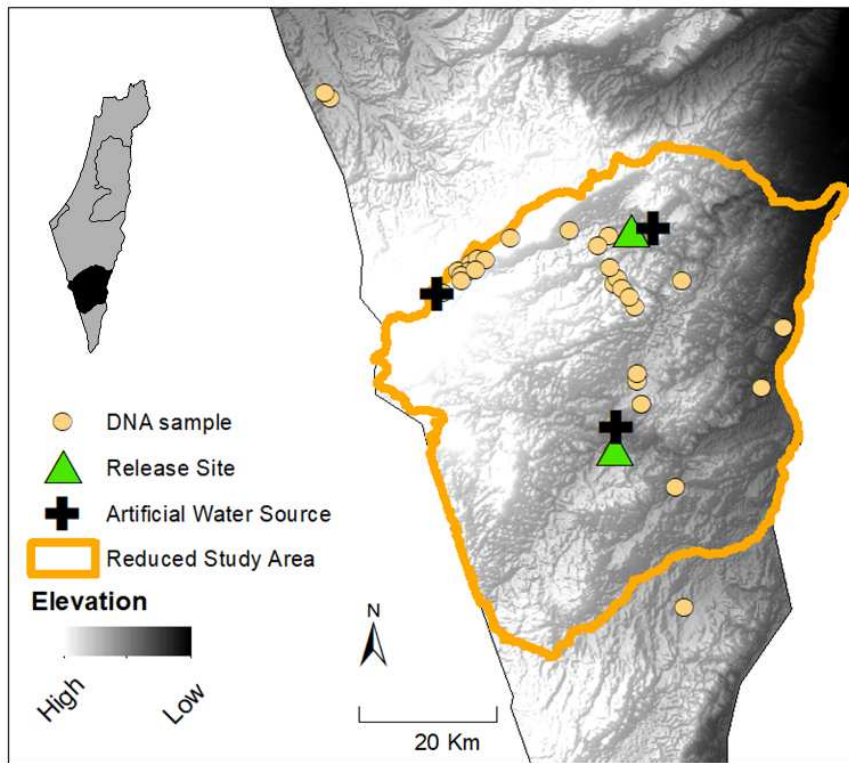 DNA sample
Release Site
Artificial Water Source
Reduced Study Area
Elevation
High
Low
N
20 Km